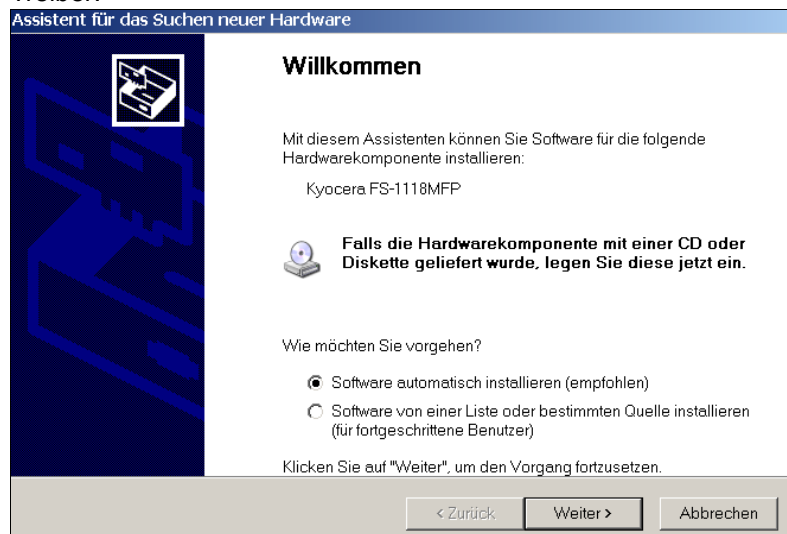 Assistent für das Suchen neuer Hardware
Willkommen
Mit diesem Assistenten können Sie Software für die folgende
Hardwarekomponente installieren:
Kyocera FS-1118MFP
Falls die Hardwarekomponente mit einer CD oder
Diskette geliefert wurde, legen Sie diese jetzt ein.
Wie möchten Sie vorgehen?
Software automatisch installieren (empfohlen)
Software von einer Liste oder bestimmten Quelle installieren
(für fortgeschrittene Benutzer)
Klicken Sie auf "Weiter", um den Vorgang fortzusetzen.
< Zurück
Weiter >
Abbrechen